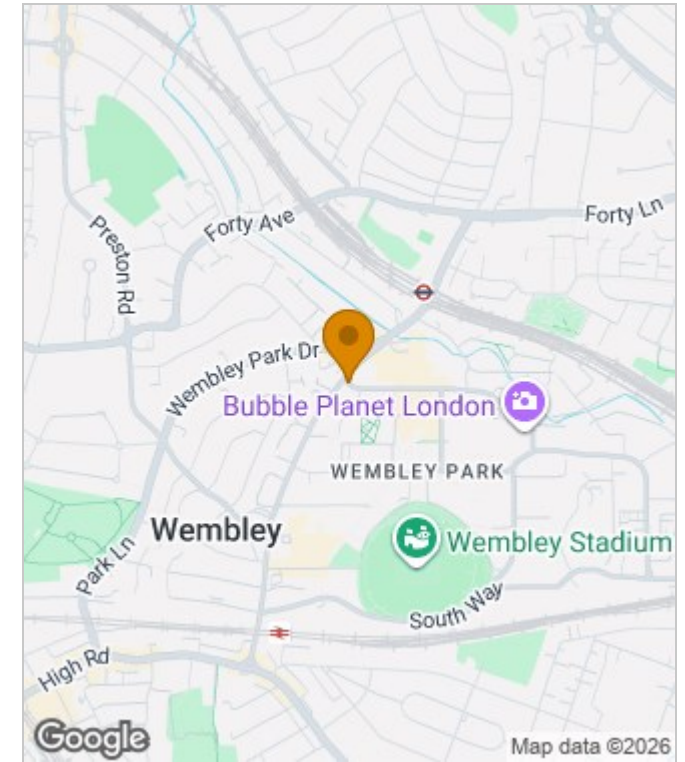 Forty Ave
Forty Ln
Preston Rd
Wembley Park Dr
Bubble Planet London
WEMBLEY PARK
Wembley
Wembley Stadium
Park Ln
South Way
High Rd
Google
Map data ©2026